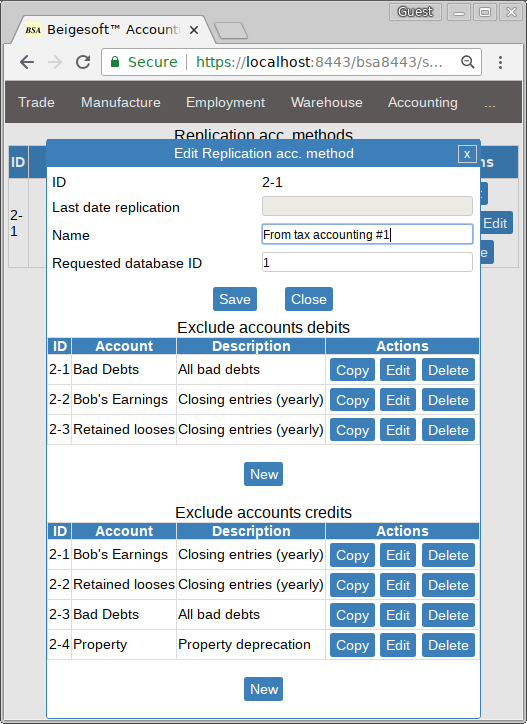 Guest
BSA Beigesoft™ Accounti
Secure https://localhost:8443/bsa8443/s...
Trade Manufacture Employment Warehouse Accounting ...
Replication acc. methods
ID ns
Edit Replication acc. method x
ID 2-1
2-1
Edit
Last date replication
Name From tax accounting #1
Requested database ID 1
Save Close
Exclude accounts debits
ID Account Description Actions
2-1 Bad Debts All bad debts Copy Edit Delete
2-2 Bob's Earnings Closing entries (yearly) Copy Edit Delete
2-3 Retained looses Closing entries (yearly) Copy Edit Delete
New
Exclude accounts credits
ID Account Description Actions
2-1 Bob's Earnings Closing entries (yearly) Copy Edit Delete
2-2 Retained looses Closing entries (yearly) Copy Edit Delete
2-3 Bad Debts All bad debts Copy Edit Delete
2-4 Property Property deprecation Copy Edit Delete
New